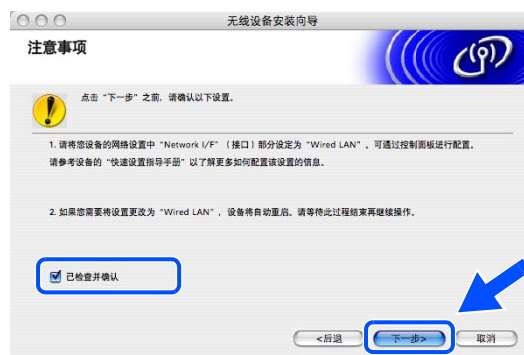 无线设备安装向导
注意事项
点击“下一步”之前，请确认以下设置。
1. 请将您设备的网络设置中“Network I/F”（接口）部分设定为“Wired LAN”，可通过控制面板进行配置。
请参考设备的“快速设置指导手册”以了解更多如何配置该设置的信息。
2. 如果您需要将设置更改为“Wired LAN”，设备将自动重启。请等待此过程结束再继续操作。
已检查并确认
<后退 下一步> 取消